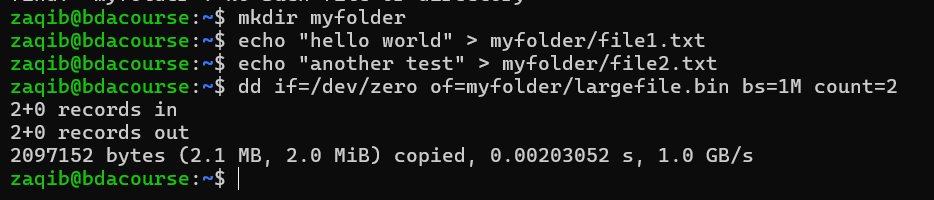 zaqib@bdacourse:~$ mkdir myfolder
zaqib@bdacourse:~$ echo "hello world" > myfolder/file1.txt
zaqib@bdacourse:~$ echo "another test" > myfolder/file2.txt
zaqib@bdacourse:~$ dd if=/dev/zero of=myfolder/largefile.bin bs=1M count=2
2+0 records in
2+0 records out
2097152 bytes (2.1 MB, 2.0 MiB) copied, 0.00203052 s, 1.0 GB/s
zaqib@bdacourse:~$